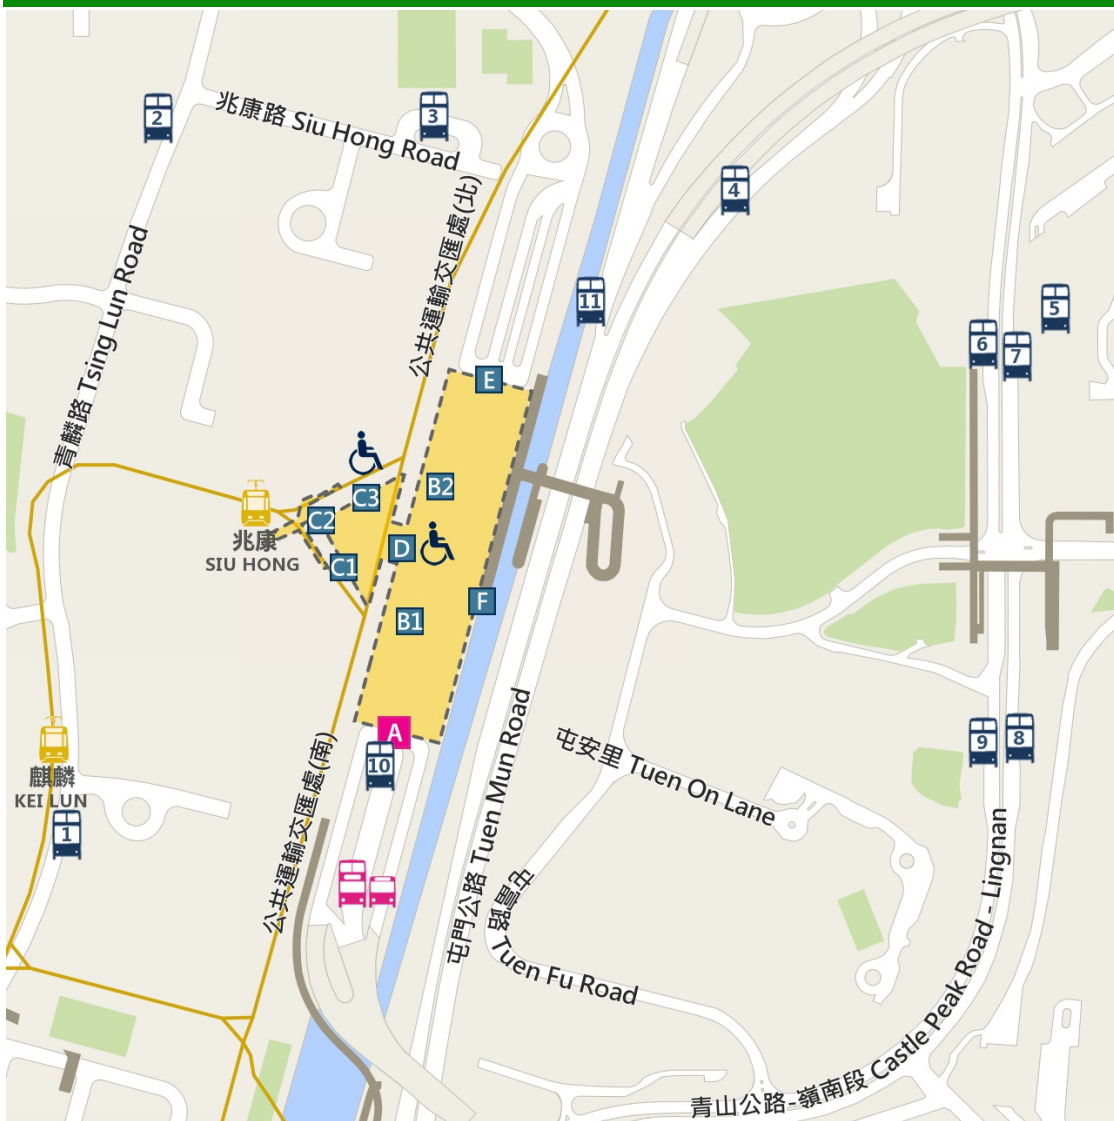 2
兆康路 Siu Hong Road
3
4
公共運輸交匯處(北)
青麟路 Tsing Lun Road
11
5
6
7
E
B2
C3
C2
兆康
SIU HONG
D
C1
F
B1
A
10
麒麟
KEI LUN
1
公共運輸交匯處(南)
屯門公路 Tuen Mun Road
屯安里 Tuen On Lane
9
8
屯富路 Tuen Fu Road
青山公路-嶺南段 Castle Peak Road - Lingnan